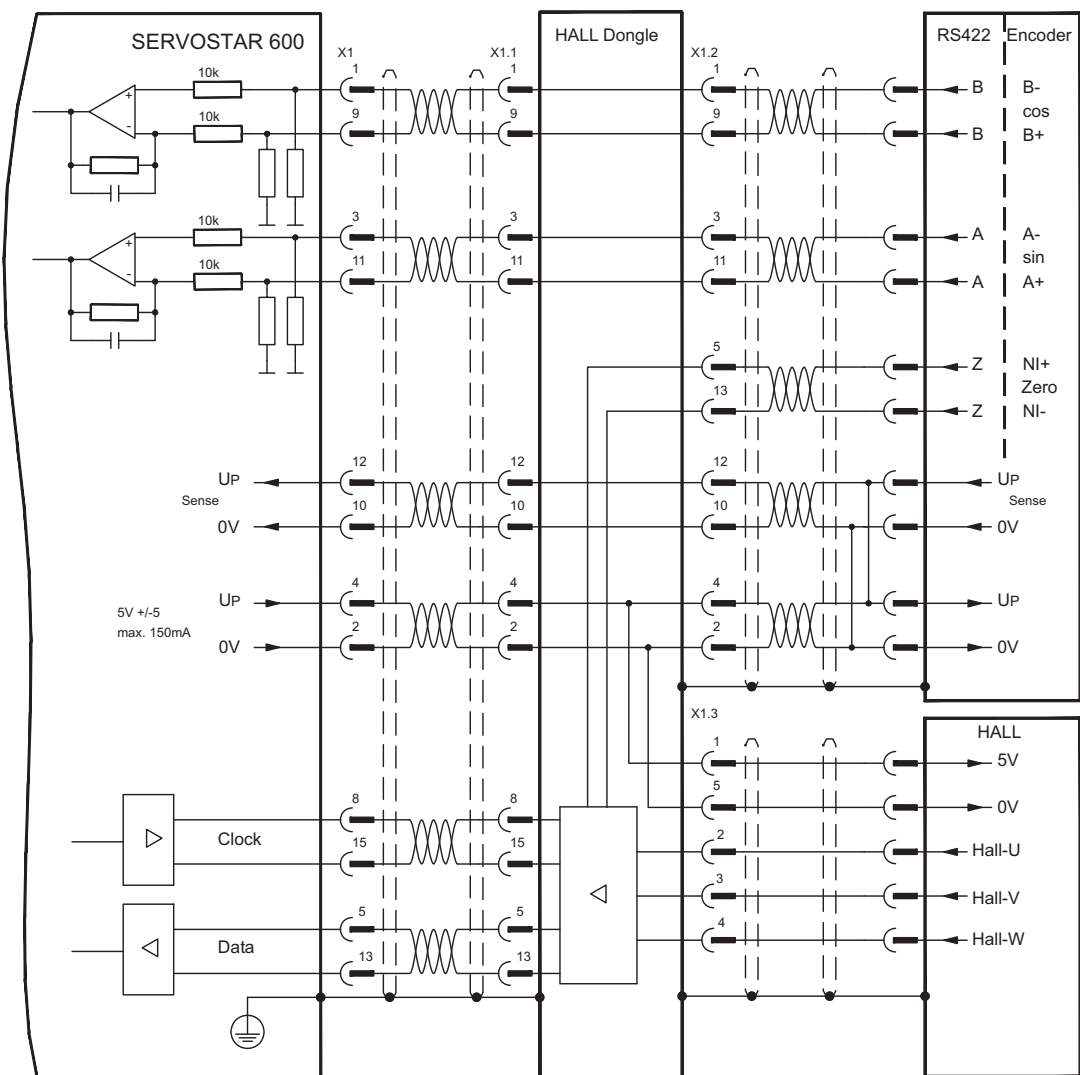 SERVOSTAR 600 HALL Dongle RS422 Encoder
X1 X1.1 X1.2
10k 1 1 1 B B-
cos
10k 9 9 9 B B+
+
-
10k 3 3 3 A A-
sin
10k 11 11 11 A A+
+
-
5 Z NI+
Zero
13 Z NI-
UP 12 12 12 UP
Sense Sense
0V 10 10 10 0V
UP 4 4 4 UP
5V +/-5
max. 150mA
0V 2 2 2 0V
X1.3 HALL
1 5V
5 0V
8 8
Clock
15 15
2 Hall-U
3 Hall-V
4 Hall-W
5 5
Data
13 13